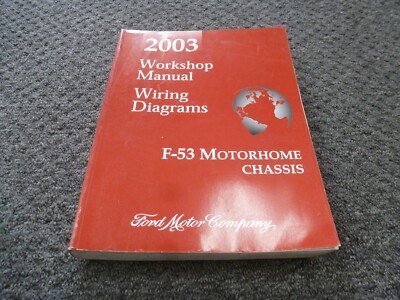 2003
Workshop
Manual
Wiring
Diagrams
F-53 MOTORHOME
CHASSIS
Ford Motor Company,